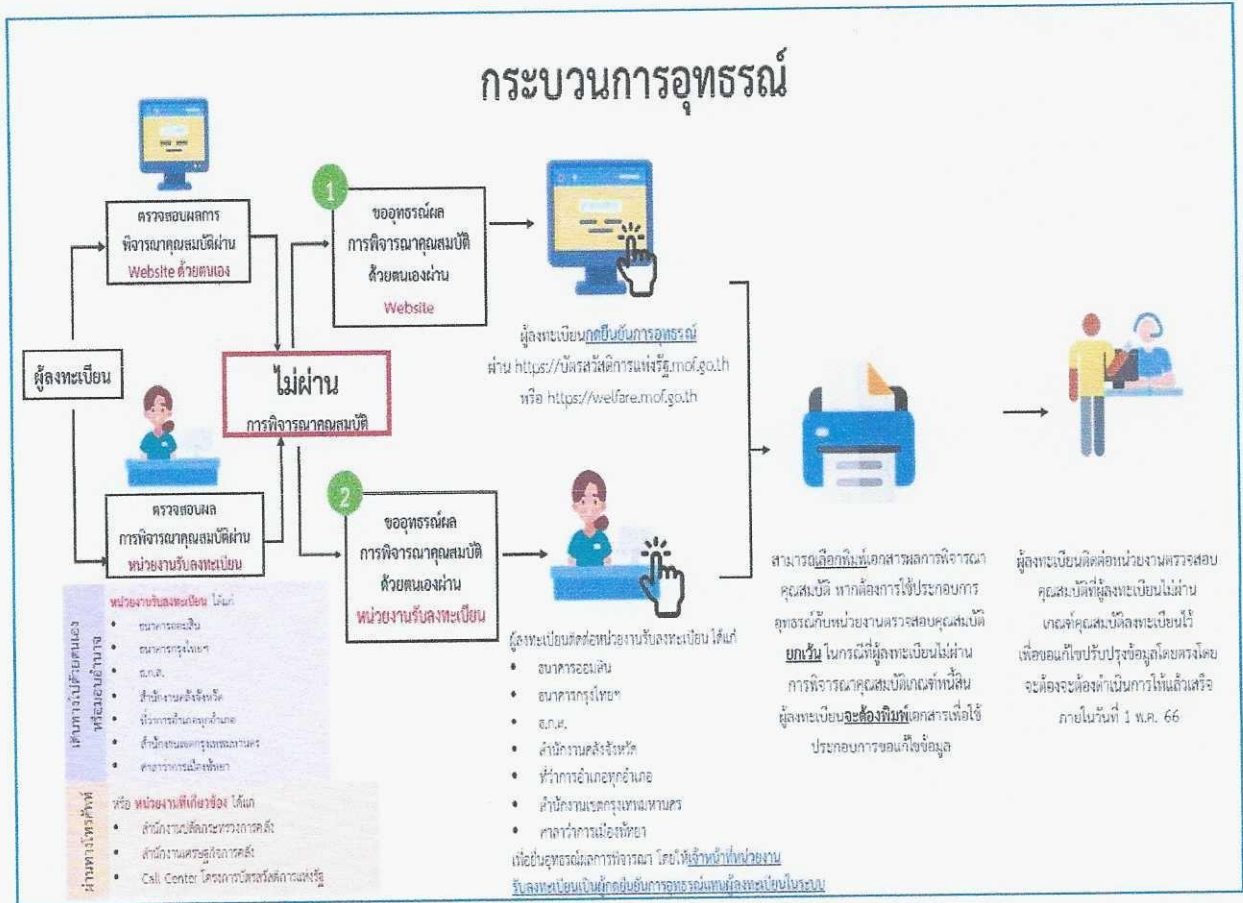 กระบวนการอุทธรณ์
ตรวจสอบผลการ
พิจารณาคุณสมบัติผ่าน
Website ด้วยตนเอง
ผู้ลงทะเบียน
ตรวจสอบผล
การพิจารณาคุณสมบัติผ่าน
หน่วยงานรับลงทะเบียน
ไม่ผ่าน
การพิจารณาคุณสมบัติ
1
ขออุทธรณ์ผล
การพิจารณาคุณสมบัติ
ด้วยตนเองผ่าน
Website
2
ขออุทธรณ์ผล
การพิจารณาคุณสมบัติ
ด้วยตนเองผ่าน
หน่วยงานรับลงทะเบียน
เดินทางไปด้วยตนเอง
หรือมอบอำนาจ
หน่วยงานรับลงทะเบียน ได้แก่
• ธนาคารออมสิน
• ธนาคารกรุงไทยฯ
• ธ.ก.ส.
• สำนักงานคลังจังหวัด
• ที่ว่าการอำเภอทุกอำเภอ
• สำนักงานเขตกรุงเทพมหานคร
• ศาลาว่าการเมืองพัทยา
ผ่านทางโทรศัพท์
หรือ หน่วยงานที่เกี่ยวข้อง ได้แก่
• สำนักงานปลัดกระทรวงการคลัง
• สำนักงานเศรษฐกิจการคลัง
• Call Center โครงการบัตรสวัสดิการแห่งรัฐ
ผู้ลงทะเบียนกดยืนยันการอุทธรณ์
ผ่าน https://บัตรสวัสดิการแห่งรัฐ.mof.go.th
หรือ https://welfare.mof.go.th
ผู้ลงทะเบียนติดต่อหน่วยงานรับลงทะเบียน ได้แก่
• ธนาคารออมสิน
• ธนาคารกรุงไทยฯ
• ธ.ก.ส.
• สำนักงานคลังจังหวัด
• ที่ว่าการอำเภอทุกอำเภอ
• สำนักงานเขตกรุงเทพมหานคร
• ศาลาว่าการเมืองพัทยา
เพื่อยื่นอุทธรณ์ผลการพิจารณา โดยให้เจ้าหน้าที่หน่วยงาน
รับลงทะเบียนเป็นผู้กดยืนยันการอุทธรณ์แทนผู้ลงทะเบียนในระบบ
สามารถเลือกพิมพ์เอกสารผลการพิจารณา
คุณสมบัติ หากต้องการใช้ประกอบการ
อุทธรณ์กับหน่วยงานตรวจสอบคุณสมบัติ
ยกเว้น ในกรณีที่ผู้ลงทะเบียนไม่ผ่าน
การพิจารณาคุณสมบัติเกณฑ์หนี้สิน
ผู้ลงทะเบียนจะต้องพิมพ์เอกสารเพื่อใช้
ประกอบการขอแก้ไขข้อมูล
ผู้ลงทะเบียนติดต่อหน่วยงานตรวจสอบ
คุณสมบัติที่ผู้ลงทะเบียนไม่ผ่าน
เกณฑ์คุณสมบัติลงทะเบียนไว้
เพื่อขอแก้ไขปรับปรุงข้อมูลโดยตรงโดย
จะต้องจะต้องดำเนินการให้แล้วเสร็จ
ภายในวันที่ 1 พ.ค. 66